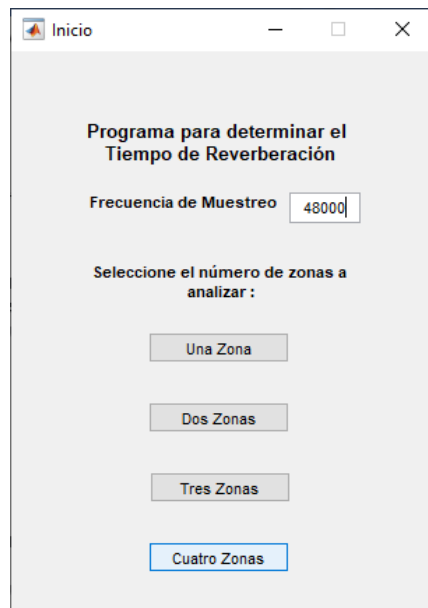 Inicio
Programa para determinar el
Tiempo de Reverberación
Frecuencia de Muestreo 48000
Seleccione el número de zonas a
analizar :
Una Zona
Dos Zonas
Tres Zonas
Cuatro Zonas